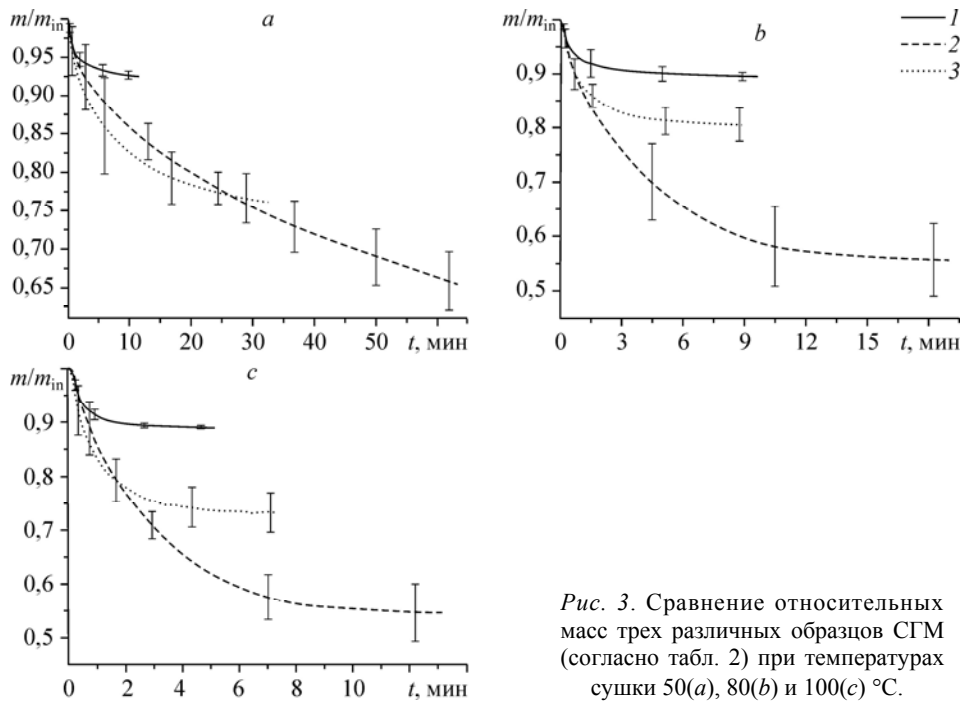 m/m_in a
0,95
0,90
0,85
0,80
0,75
0,70
0,65
0 10 20 30 40 50 t, мин
m/m_in b
0,9
0,8
0,7
0,6
0,5
0 3 6 9 12 15 t, мин
1
2
3
m/m_in c
0,9
0,8
0,7
0,6
0,5
0 2 4 6 8 10 t, мин
Рис. 3. Сравнение относительных
масс трех различных образцов СГМ
(согласно табл. 2) при температурах
сушки 50(a), 80(b) и 100(c) °С.